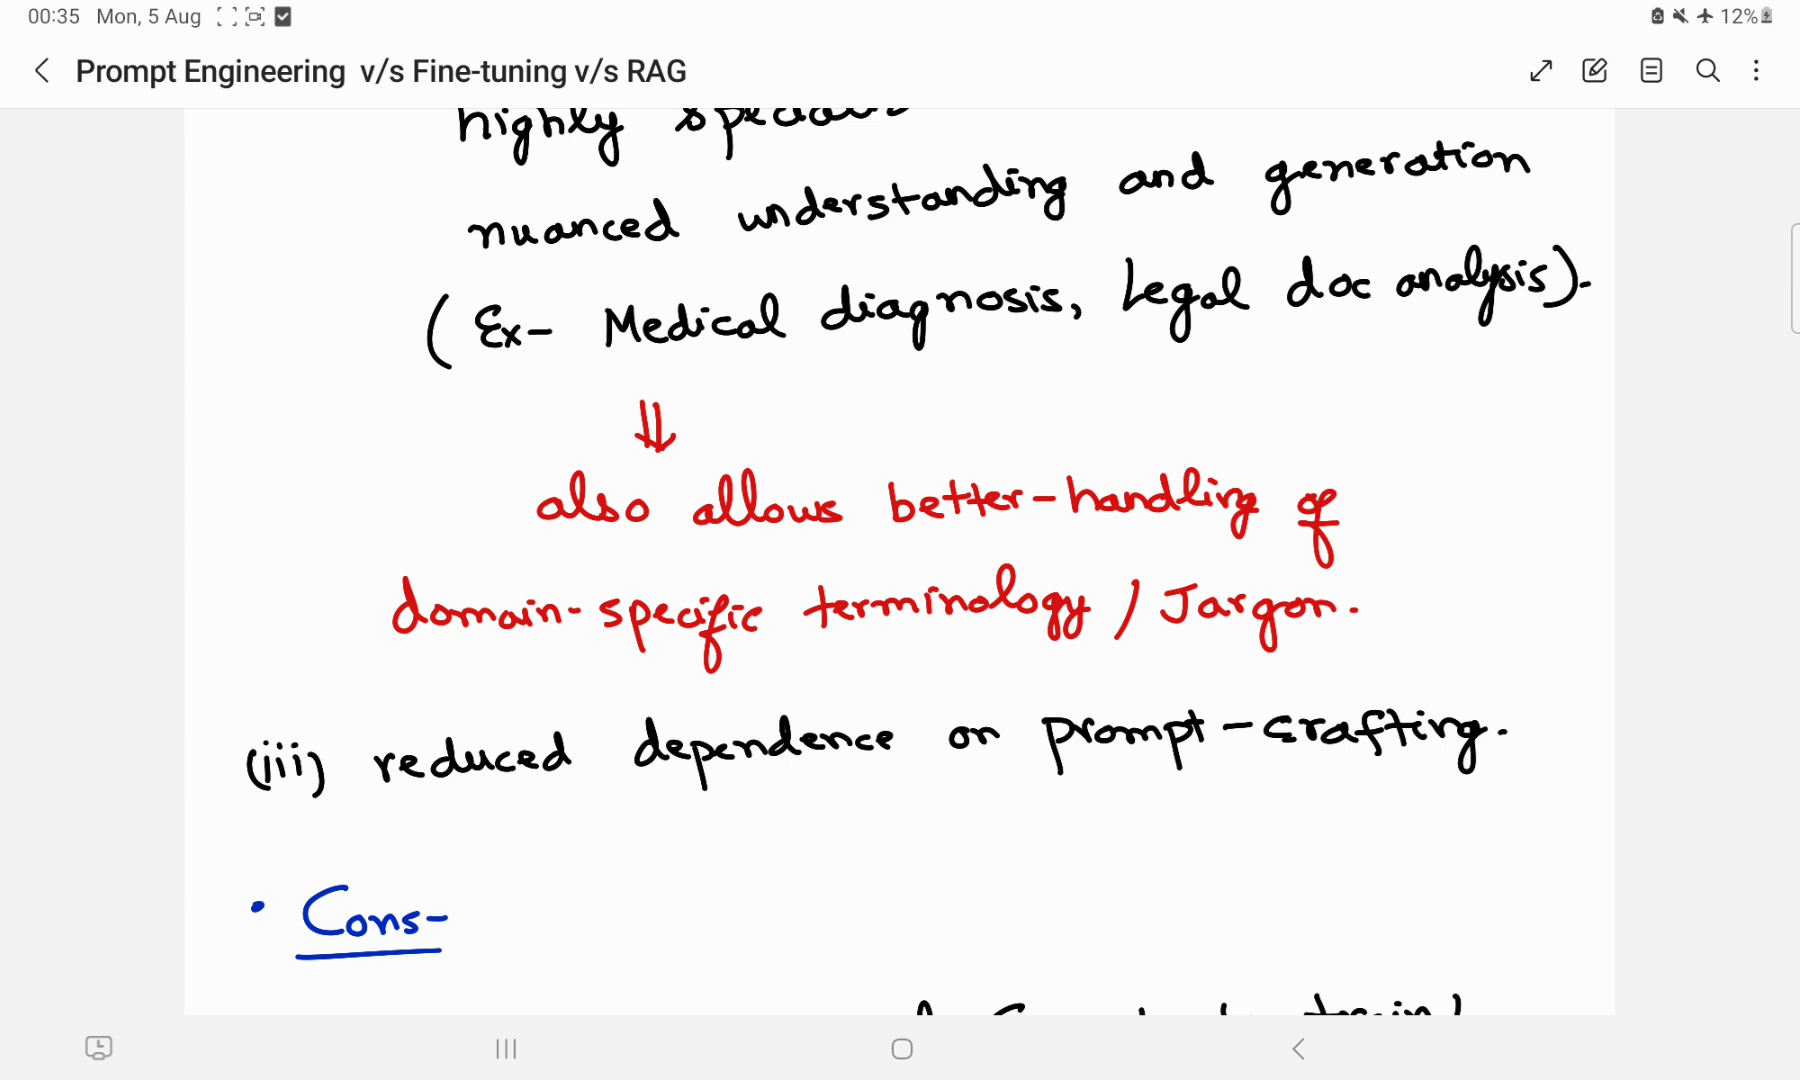 00:35 Mon, 5 Aug
12%
Prompt Engineering v/s Fine-tuning v/s RAG
highly
nuanced understanding and generation
(Ex- Medical diagnosis, Legal doc analysis).
also allows better-handling of
domain-specific terminology / Jargon.
(iii) reduced dependence on prompt-crafting.
• Cons-